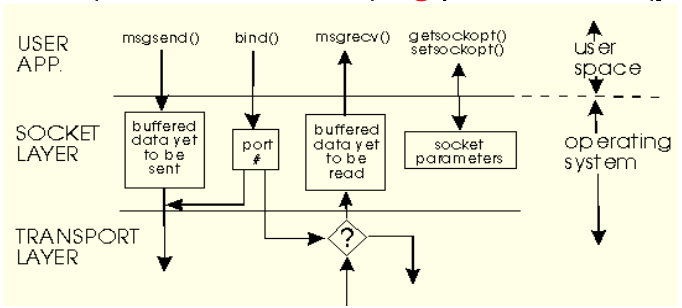 USER
APP.
msgsend()
bind()
msgrecv()
getsockopt()
setsockopt()
user
space
SOCKET
LAYER
buffered
data yet
to be
sent
port
#
buffered
data yet
to be
read
socket
parameters
operating
system
TRANSPORT
LAYER
?